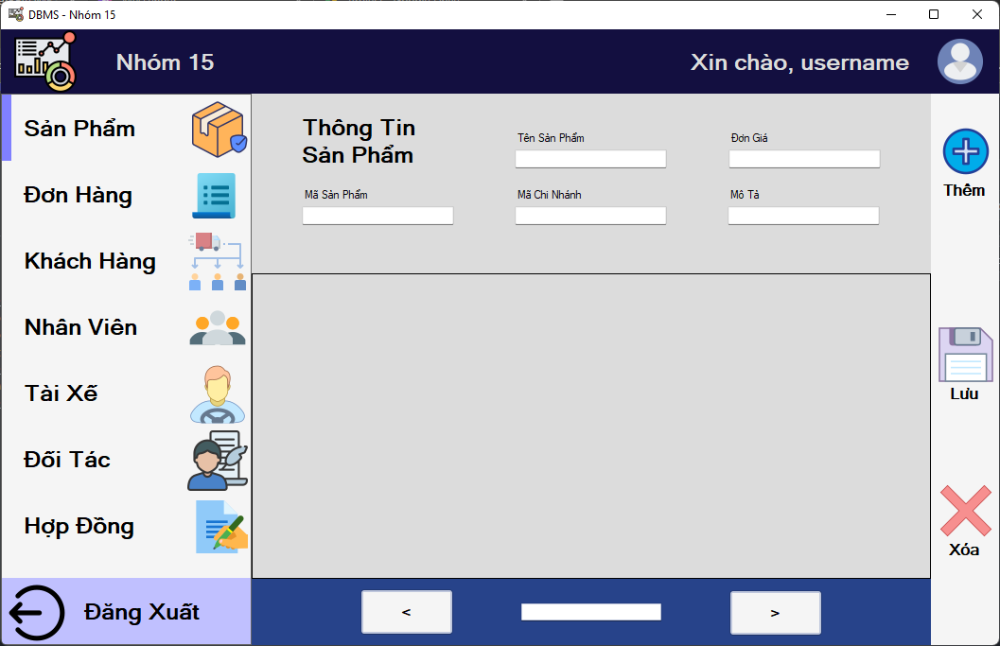 DBMS - Nhóm 15
Nhóm 15
Xin chào, username
Sản Phẩm
Đơn Hàng
Khách Hàng
Nhân Viên
Tài Xế
Đối Tác
Hợp Đồng
Đăng Xuất
Thông Tin
Sản Phẩm
Tên Sản Phẩm
Đơn Giá
Mã Sản Phẩm
Mã Chi Nhánh
Mô Tả
Thêm
Lưu
Xóa
<
>